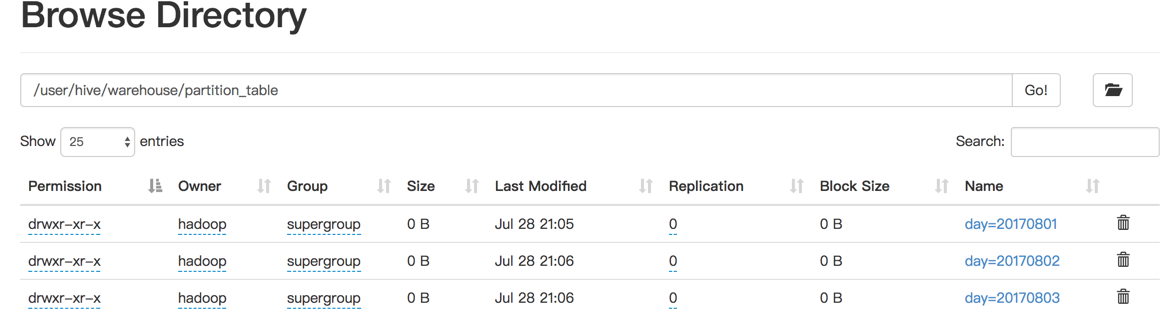 Browse Directory
/user/hive/warehouse/partition_table Go!
Show 25 entries Search:
Permission Owner Group Size Last Modified Replication Block Size Name
drwxr-xr-x hadoop supergroup 0 B Jul 28 21:05 0 0 B day=20170801
drwxr-xr-x hadoop supergroup 0 B Jul 28 21:06 0 0 B day=20170802
drwxr-xr-x hadoop supergroup 0 B Jul 28 21:06 0 0 B day=20170803